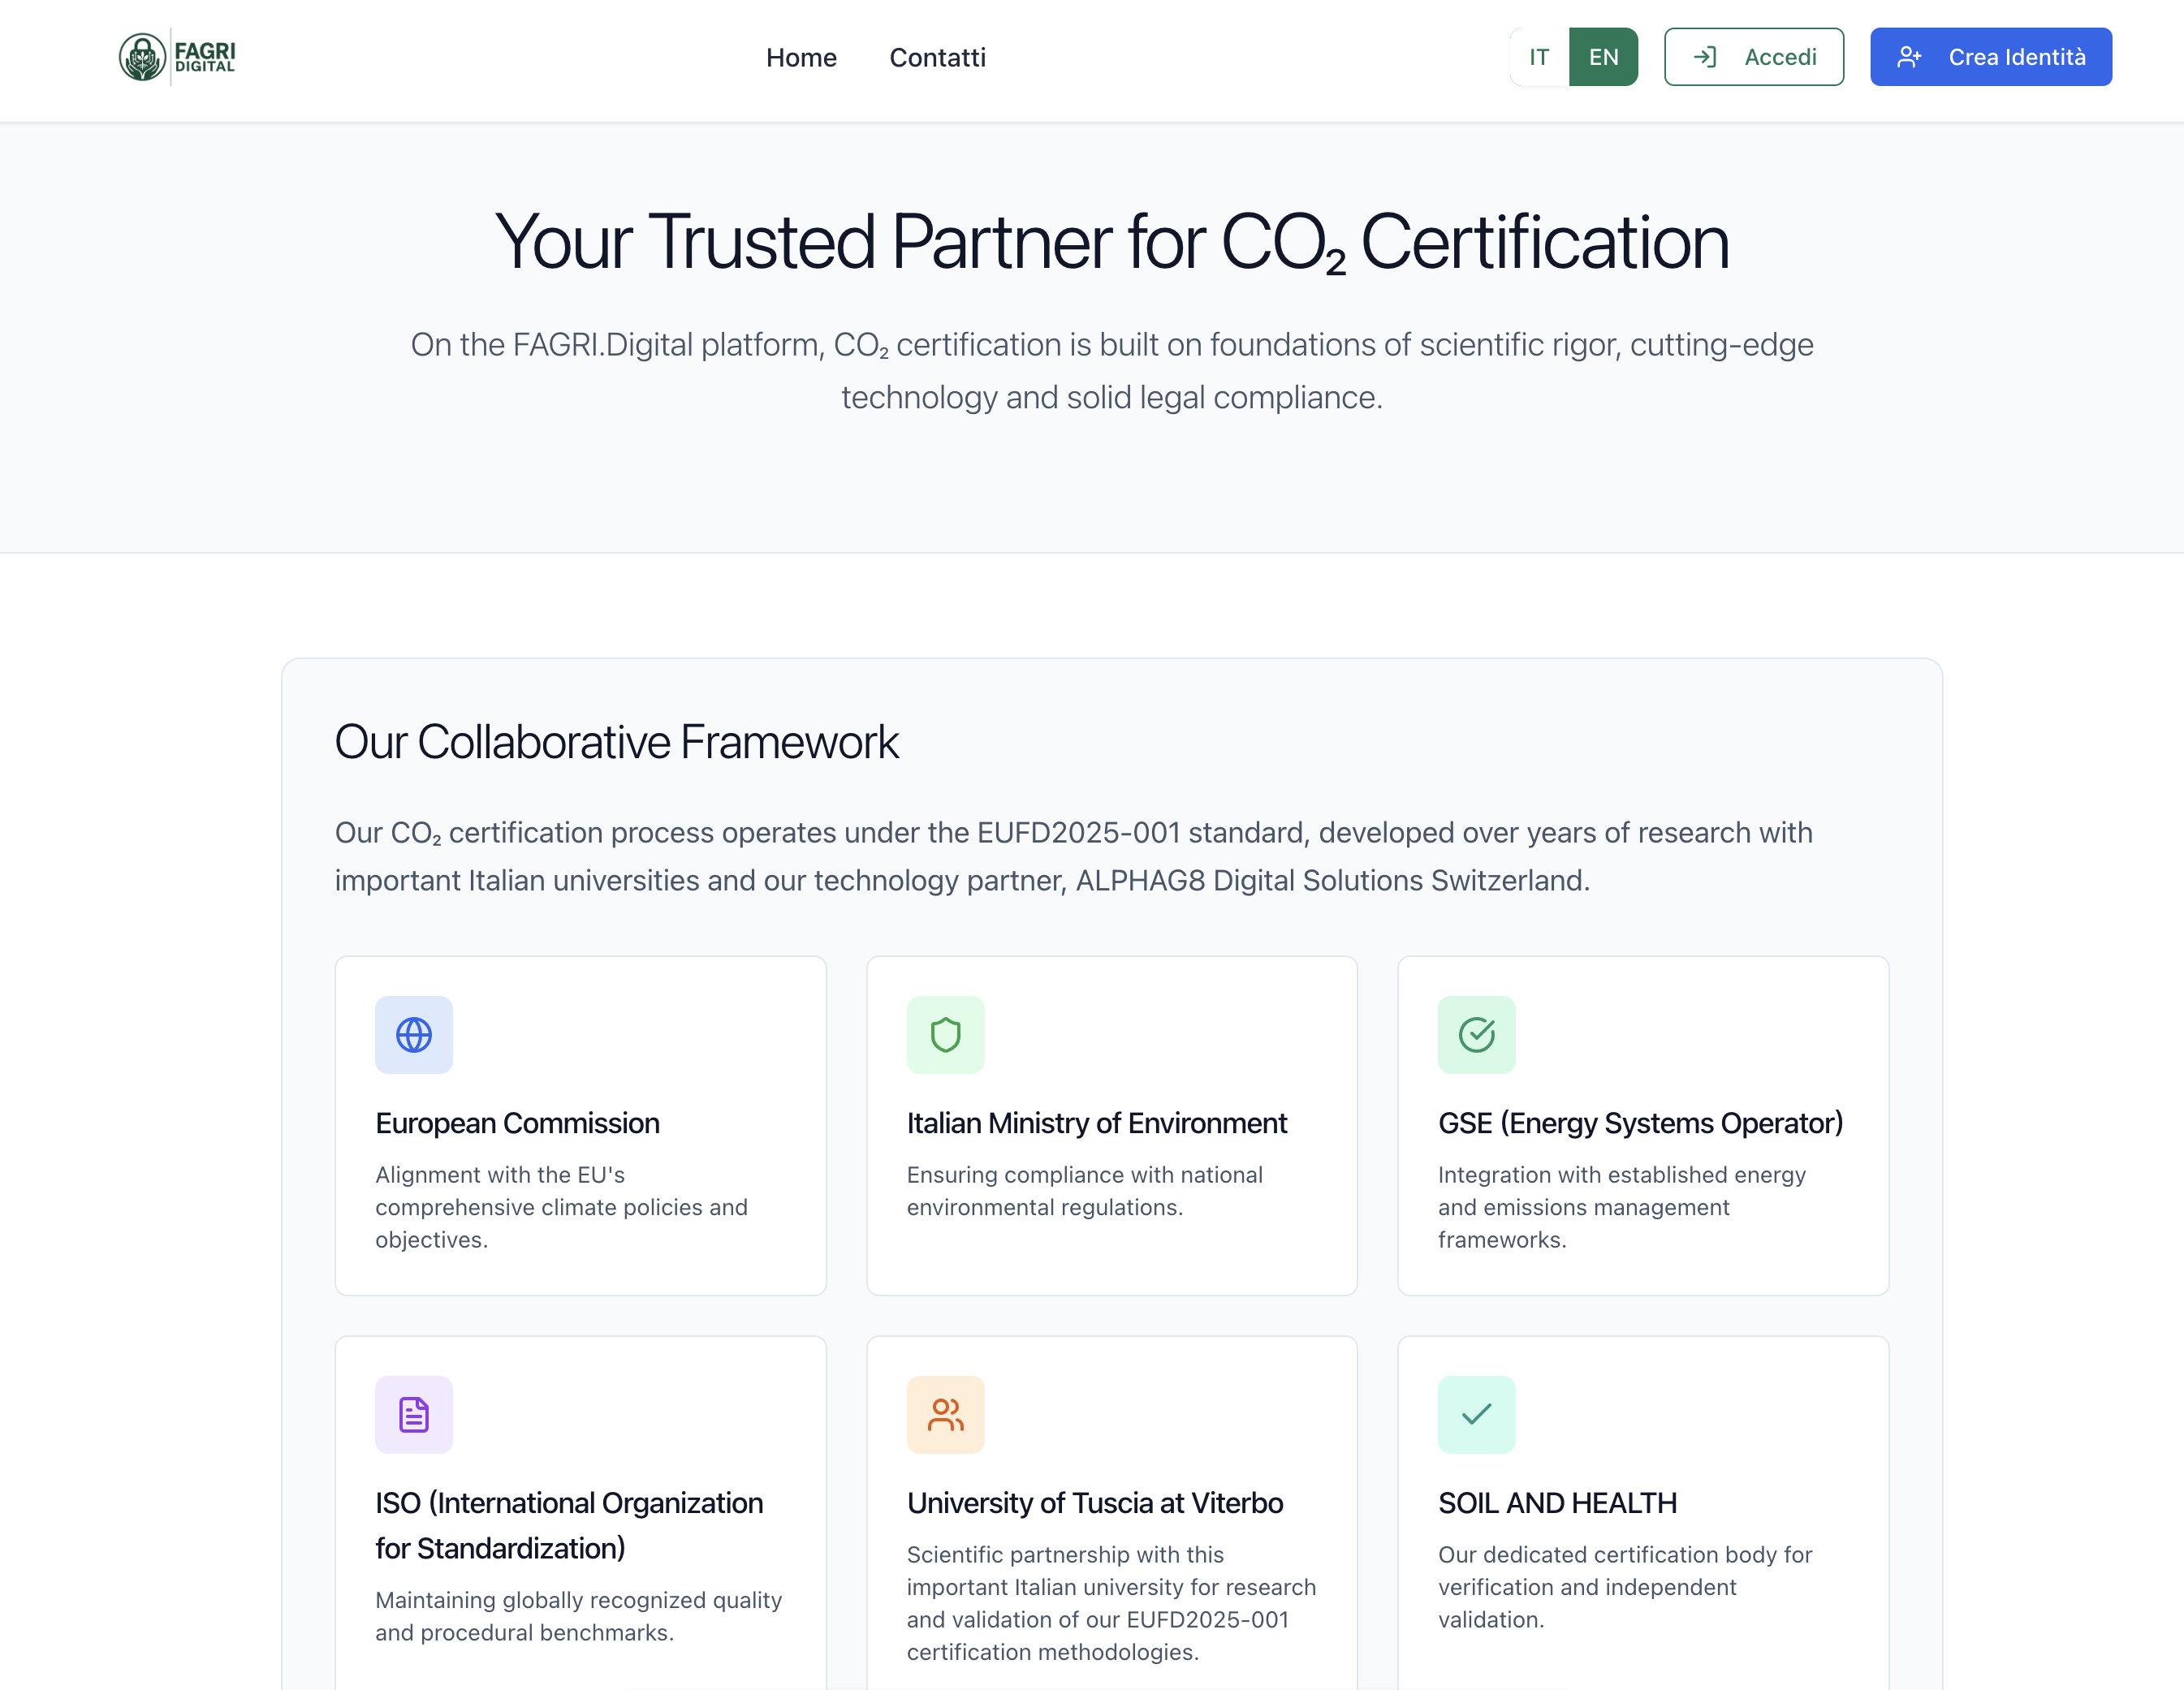 FAGRI
DIGITAL
Home
Contatti
IT
EN
Accedi
Crea Identità
Your Trusted Partner for CO₂ Certification
On the FAGRI.Digital platform, CO₂ certification is built on foundations of scientific rigor, cutting-edge
technology and solid legal compliance.
Our Collaborative Framework
Our CO₂ certification process operates under the EUFD2025-001 standard, developed over years of research with
important Italian universities and our technology partner, ALPHAG8 Digital Solutions Switzerland.
European Commission
Alignment with the EU's
comprehensive climate policies and
objectives.
Italian Ministry of Environment
Ensuring compliance with national
environmental regulations.
GSE (Energy Systems Operator)
Integration with established energy
and emissions management
frameworks.
ISO (International Organization
for Standardization)
Maintaining globally recognized quality
and procedural benchmarks.
University of Tuscia at Viterbo
Scientific partnership with this
important Italian university for research
and validation of our EUFD2025-001
certification methodologies.
SOIL AND HEALTH
Our dedicated certification body for
verification and independent
validation.